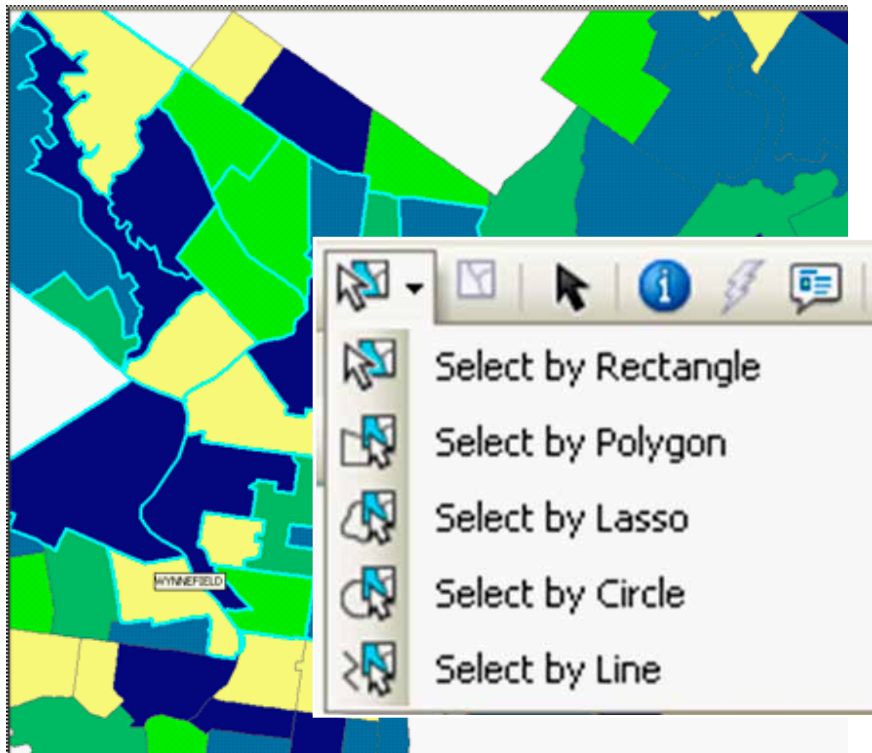 Select by Rectangle
Select by Polygon
Select by Lasso
Select by Circle
Select by Line
WYNNEFIELD